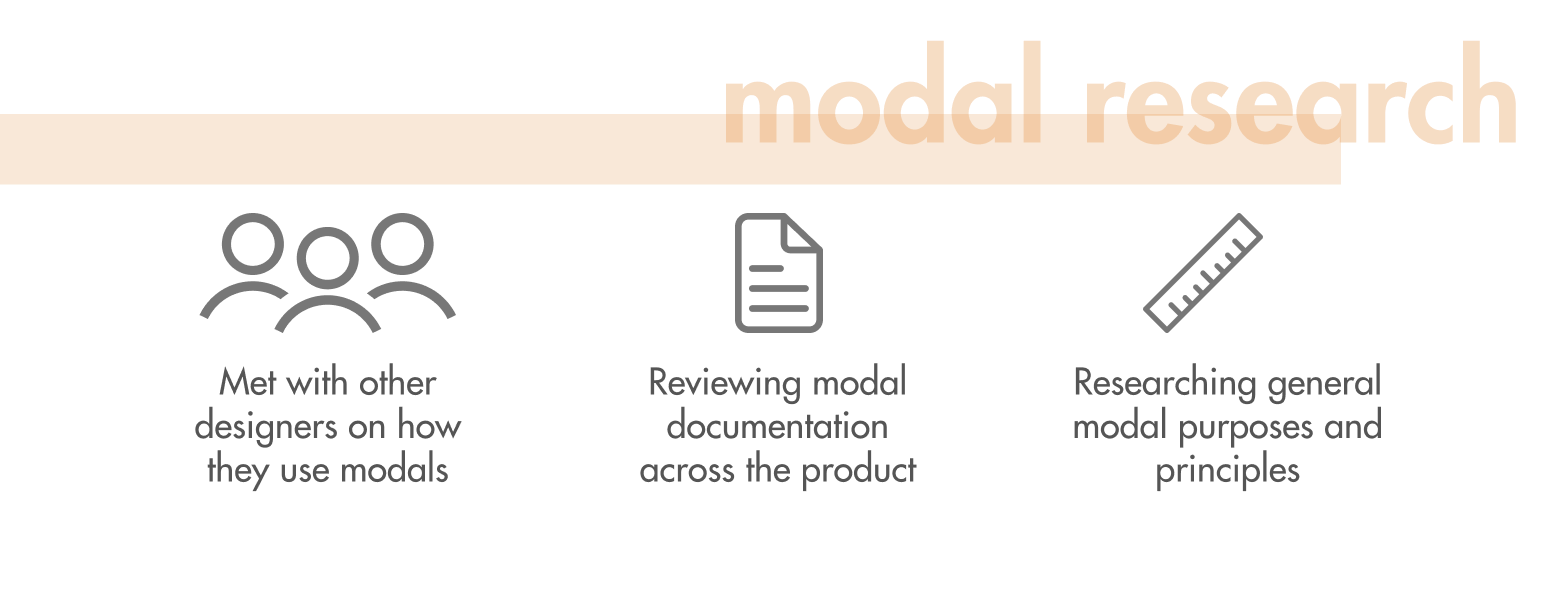 modal research
Met with other
designers on how
they use modals
Reviewing modal
documentation
across the product
Researching general
modal purposes and
principles